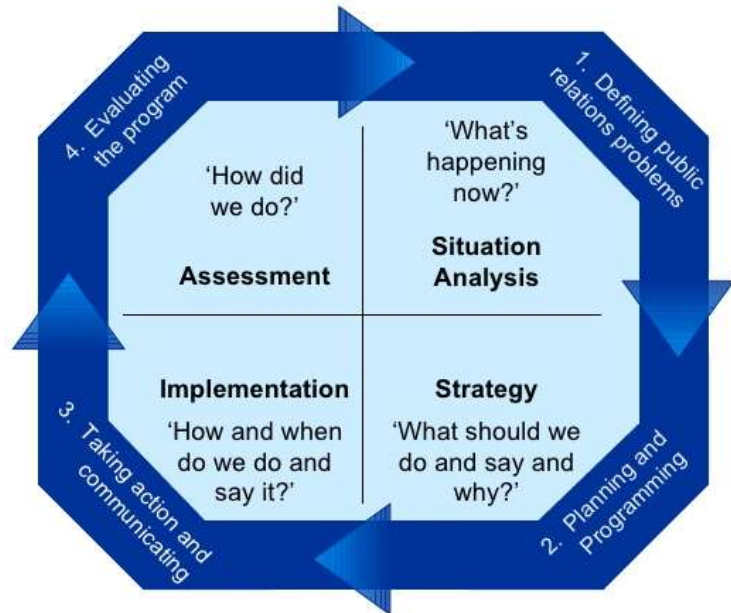 1. Defining public
relations problems
‘What’s
happening
now?’
Situation
Analysis
2. Planning and
Programming
Strategy
‘What should we
do and say and
why?’
3. Taking action and
communicating
Implementation
‘How and when
do we do and
say it?’
4. Evaluating
the program
‘How did
we do?’
Assessment